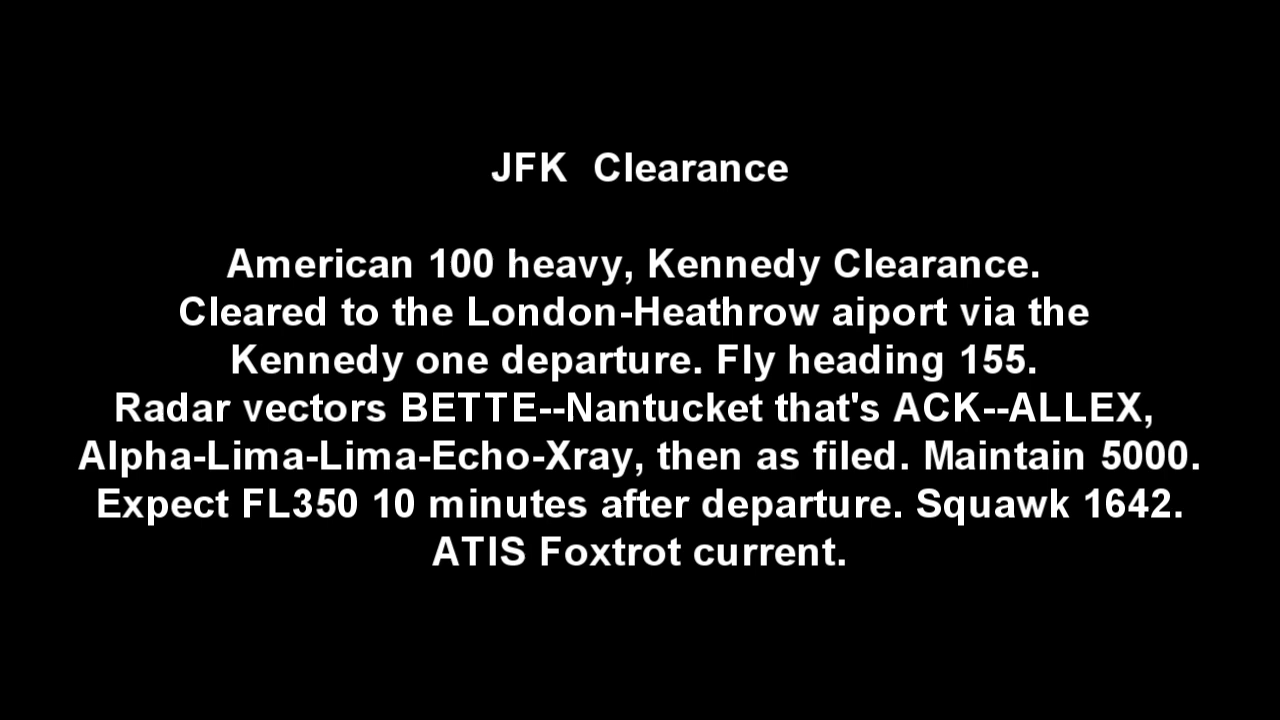 JFK  Clearance
American 100 heavy, Kennedy Clearance.
Cleared to the London-Heathrow aiport via the
Kennedy one departure. Fly heading 155.
Radar vectors BETTE--Nantucket that's ACK--ALLEX,
Alpha-Lima-Lima-Echo-Xray, then as filed. Maintain 5000.
Expect FL350 10 minutes after departure. Squawk 1642.
ATIS Foxtrot current.